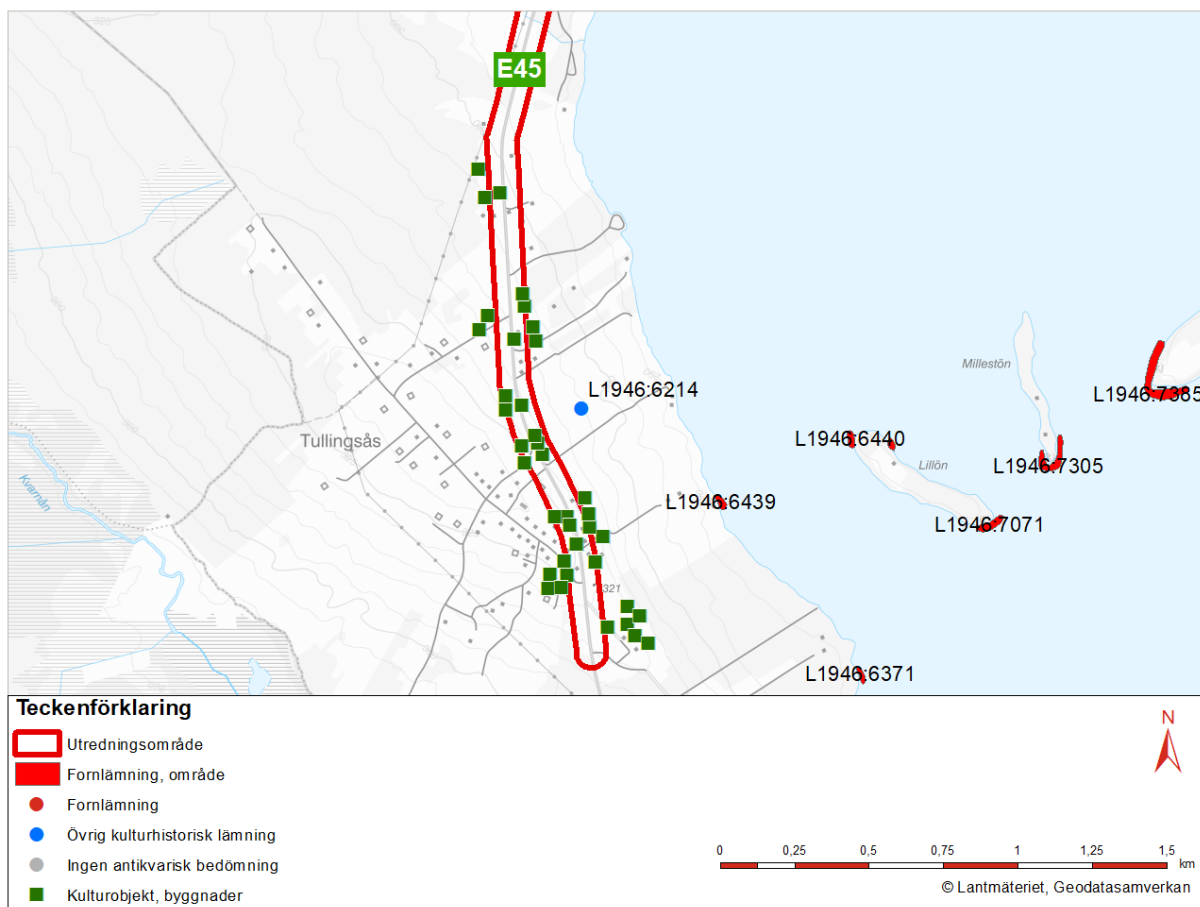 E45
Millestön
L1946:7385
L1946:6214
Tullingsås
L1946:6440
Lillön
L1946:7305
Kvarnån
L1946:6439
L1946:7071
321
L1946:6371
Teckenförklaring
Utredningsområde
Fornlämning, område
Fornlämning
Övrig kulturhistorisk lämning
Ingen antikvarisk bedömning
Kulturobjekt, byggnader
N
0 0,25 0,5 0,75 1 1,25 1,5
km
© Lantmäteriet, Geodatasamverkan